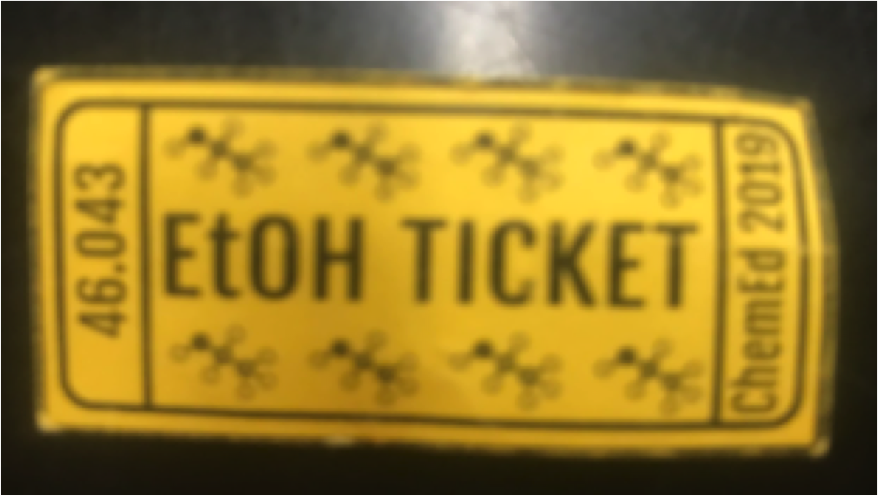 46.043
EtOH TICKET
ChemEd 2019